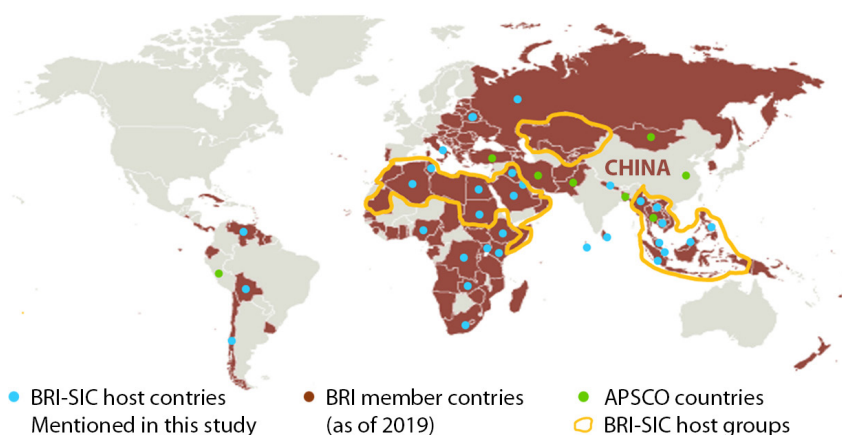 CHINA
BRI-SIC host contries
Mentioned in this study
BRI member contries
(as of 2019)
APSCO countries
BRI-SIC host groups